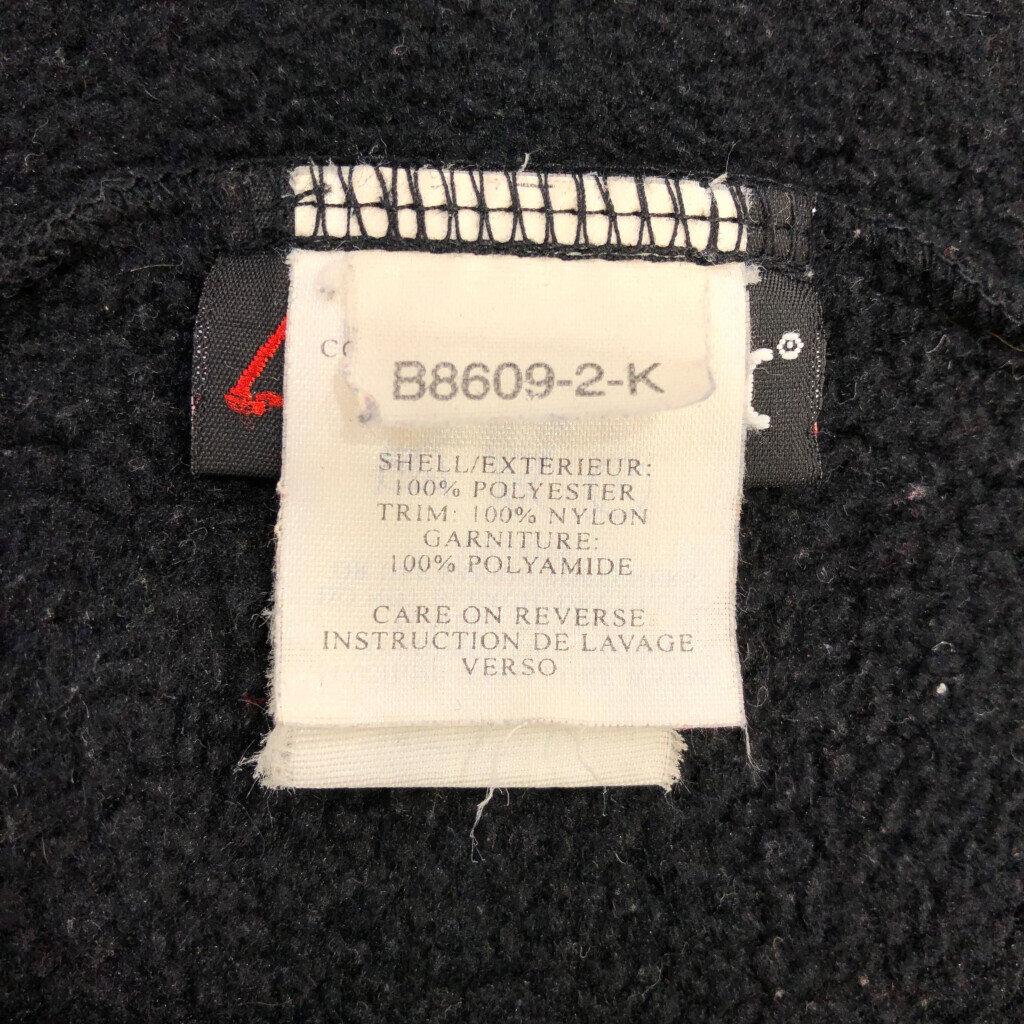 B8609-2-K
SHELL/EXTERIEUR:
100% POLYESTER
TRIM: 100% NYLON
GARNITURE:
100% POLYAMIDE
CARE ON REVERSE
INSTRUCTION DE LAVAGE
VERSO